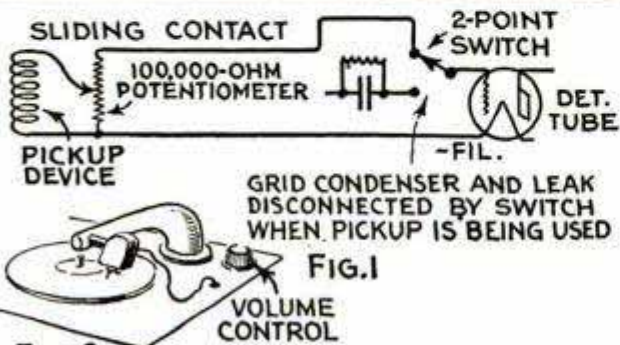 SLIDING CONTACT
2-POINT
SWITCH
100,000-OHM
POTENTIOMETER
DET.
TUBE
PICKUP
DEVICE
-FIL.
GRID CONDENSER AND LEAK
DISCONNECTED BY SWITCH
WHEN PICKUP IS BEING USED
FIG.1
VOLUME
CONTROL